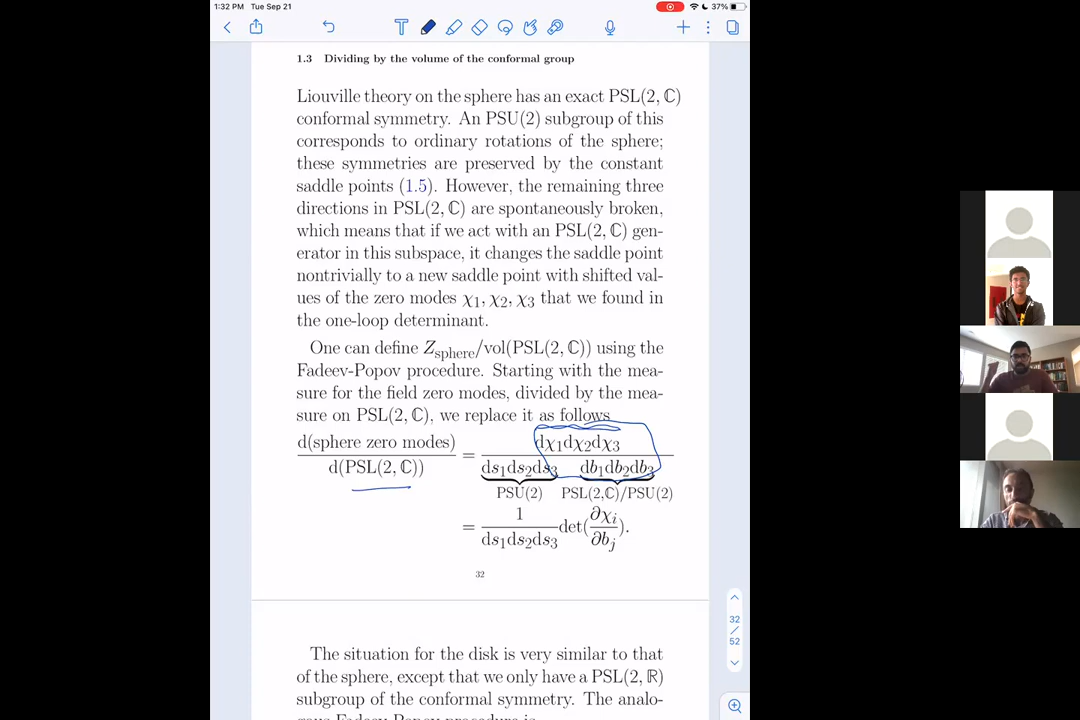 1:32 PM Tue Sep 21
37%
T
1.3 Dividing by the volume of the conformal group
Liouville theory on the sphere has an exact PSL(2, ℂ)
conformal symmetry. An PSU(2) subgroup of this
corresponds to ordinary rotations of the sphere;
these symmetries are preserved by the constant
saddle points (1.5). However, the remaining three
directions in PSL(2, ℂ) are spontaneously broken,
which means that if we act with an PSL(2, ℂ) gen-
erator in this subspace, it changes the saddle point
nontrivially to a new saddle point with shifted val-
ues of the zero modes χ₁, χ₂, χ₃ that we found in
the one-loop determinant.
One can define Z_sphere/vol(PSL(2, ℂ)) using the
Fadeev-Popov procedure. Starting with the mea-
sure for the field zero modes, divided by the mea-
sure on PSL(2, ℂ), we replace it as follows
d(sphere zero modes) dχ₁dχ₂dχ₃
d(PSL(2, ℂ)) = ds₁ds₂ds₃ db₁db₂db₃
PSU(2) PSL(2,ℂ)/PSU(2)
= 1/ds₁ds₂ds₃ det(∂χᵢ/∂bⱼ).
32
32
/
52
The situation for the disk is very similar to that
of the sphere, except that we only have a PSL(2, ℝ)
subgroup of the conformal symmetry. The analo-
gous Fadeev-Popov procedure is